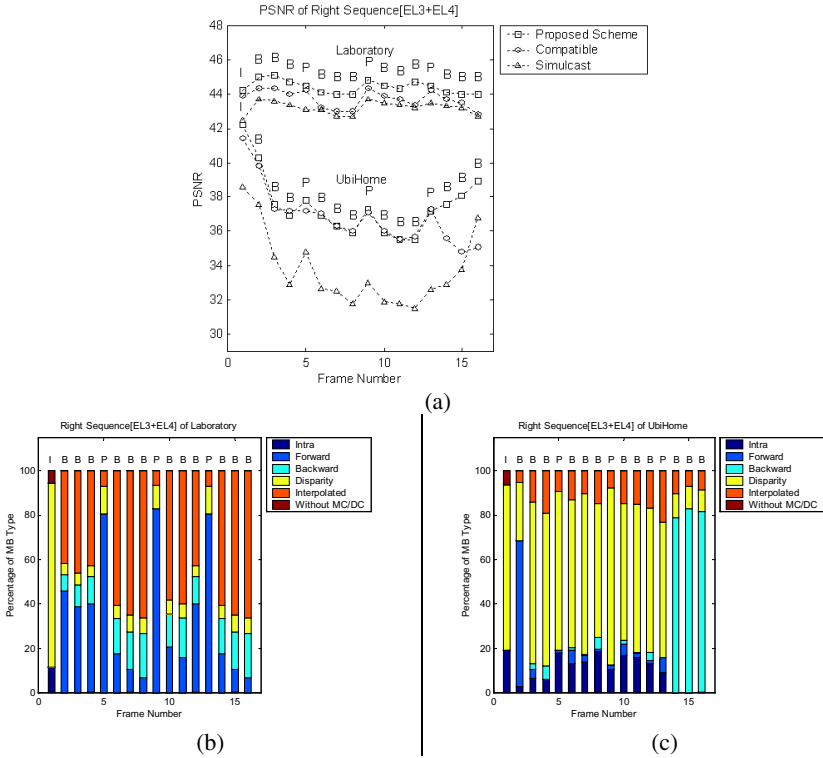 PSNR of Right Sequence[EL3+EL4]
48
46
44
42
40
38
36
34
32
30
PSNR
0 5 10 15
Frame Number
Laboratory
I B B B P B B B P B B B P B B B
UbiHome
I B B B P B B B P B B B P B B B
Proposed Scheme
Compatible
Simulcast
(a)
Right Sequence[EL3+EL4] of Laboratory
I B B B P B B B P B B B P B B B
100
80
60
40
20
0
Percentage of MB Type
0 5 10 15
Frame Number
Intra
Forward
Backward
Disparity
Interpolated
Without MC/DC
(b)
Right Sequence[EL3+EL4] of UbiHome
I B B B P B B B P B B B P B B B
100
80
60
40
20
0
Percentage of MB Type
0 5 10 15
Frame Number
Intra
Forward
Backward
Disparity
Interpolated
Without MC/DC
(c)